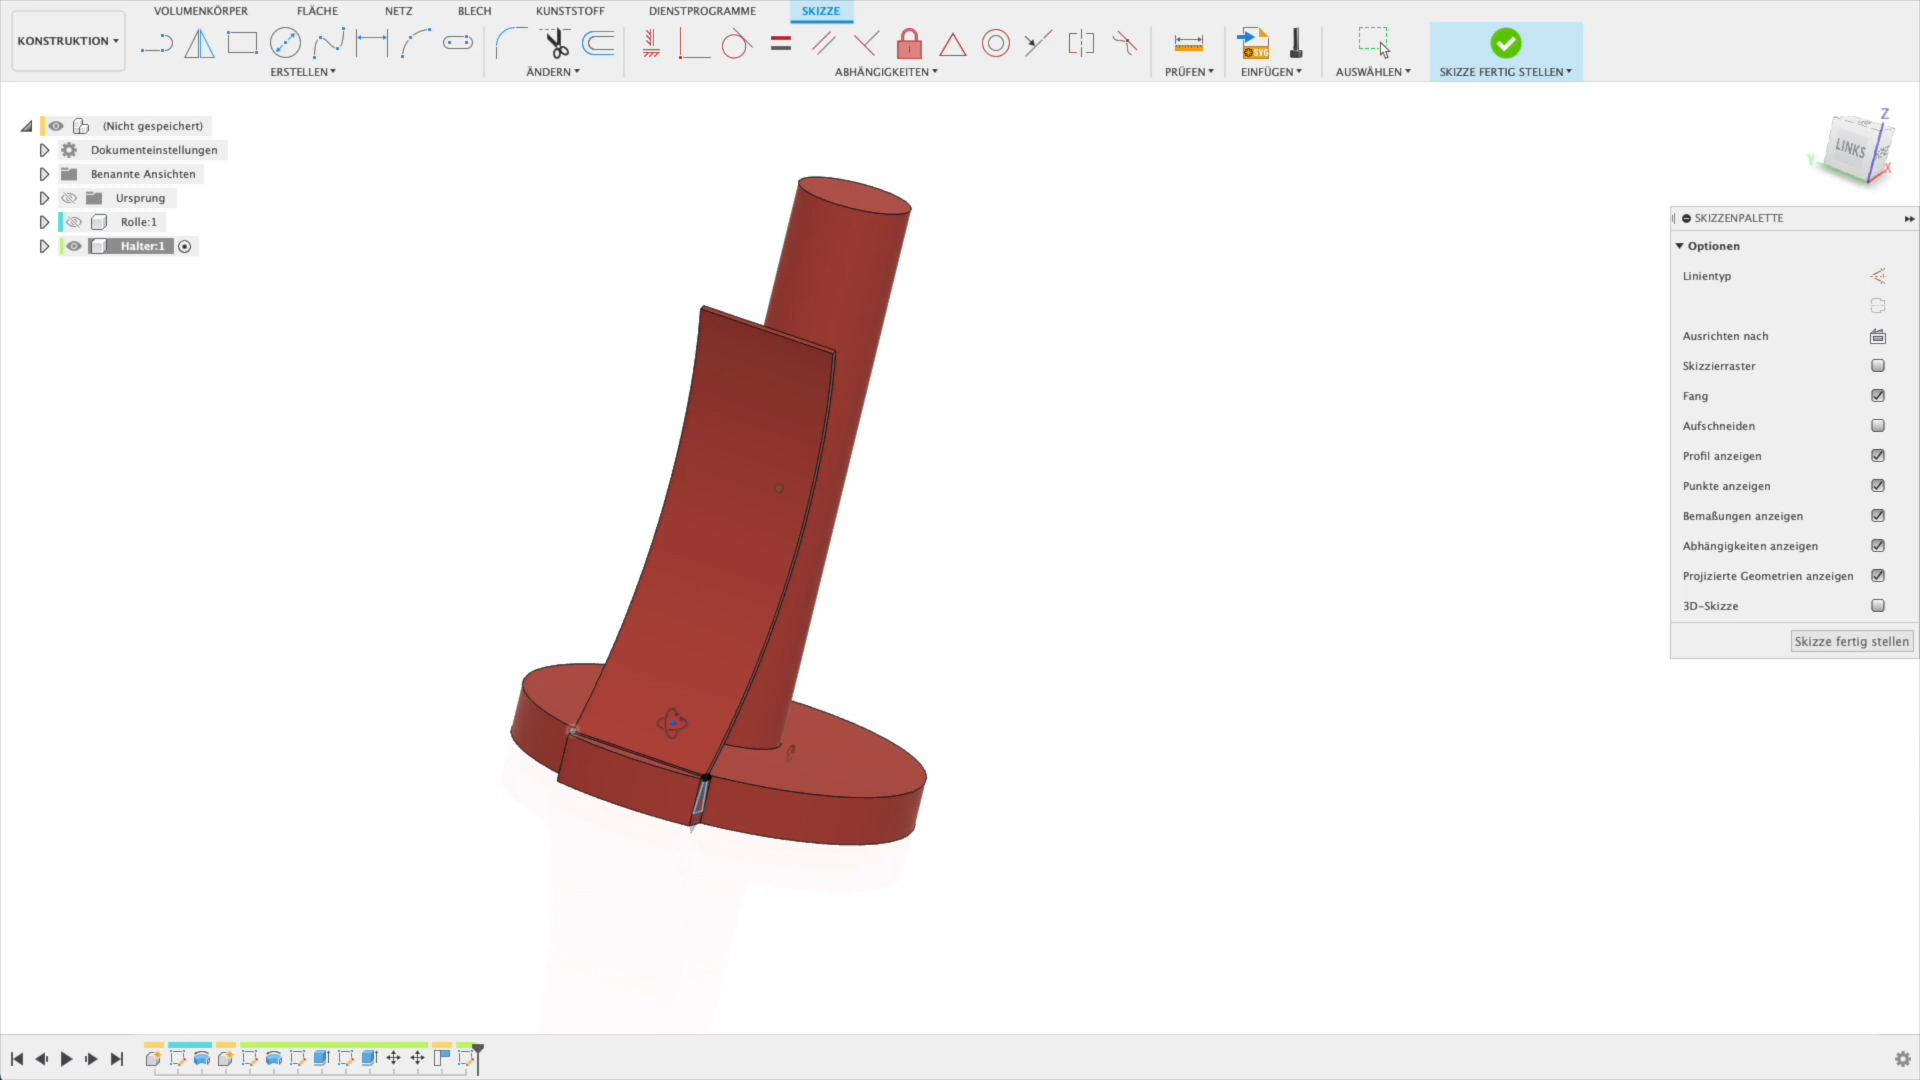 VOLUMENKÖRPER FLÄCHE NETZ BLECH KUNSTSTOFF DIENSTPROGRAMME SKIZZE
KONSTRUKTION
ERSTELLEN ÄNDERN ABHÄNGIGKEITEN PRÜFEN EINFÜGEN AUSWÄHLEN SKIZZE FERTIG STELLEN
SVG
(Nicht gespeichert)
Dokumenteinstellungen
Benannte Ansichten
Ursprung
Rolle:1
Halter:1
Z
LINKS
Y
X
SKIZZENPALETTE
Optionen
Linientyp
Ausrichten nach
Skizzierraster
Fang
Aufschneiden
Profil anzeigen
Punkte anzeigen
Bemaßungen anzeigen
Abhängigkeiten anzeigen
Projizierte Geometrien anzeigen
3D-Skizze
Skizze fertig stellen